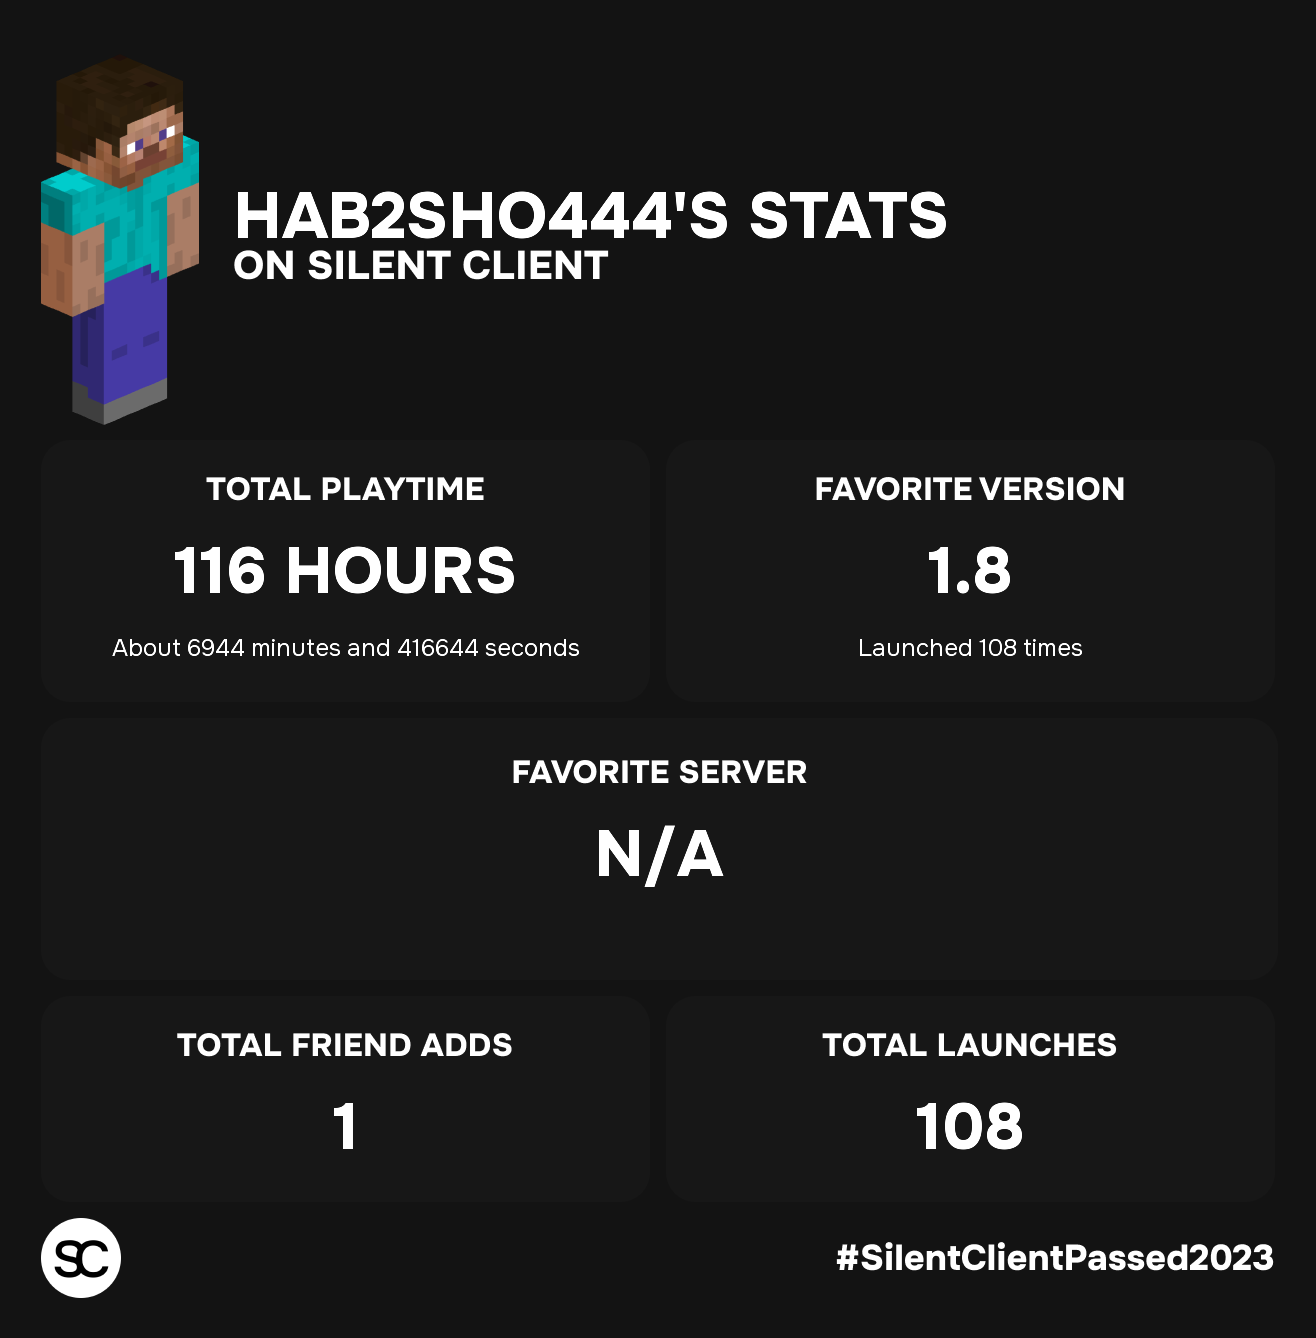 HAB2SHO444'S STATS
ON SILENT CLIENT
TOTAL PLAYTIME
116 HOURS
About 6944 minutes and 416644 seconds
FAVORITE VERSION
1.8
Launched 108 times
FAVORITE SERVER
N/A
TOTAL FRIEND ADDS
1
TOTAL LAUNCHES
108
SC
#SilentClientPassed2023